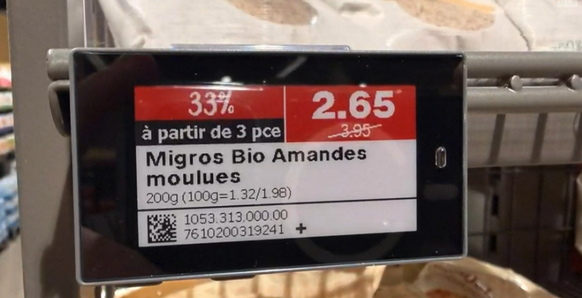 33%
2.65
à partir de 3 pce
3.95
Migros Bio Amandes
moulues
200g (100g=1.32/1.98)
1053.313,000.00
7610200319241 +